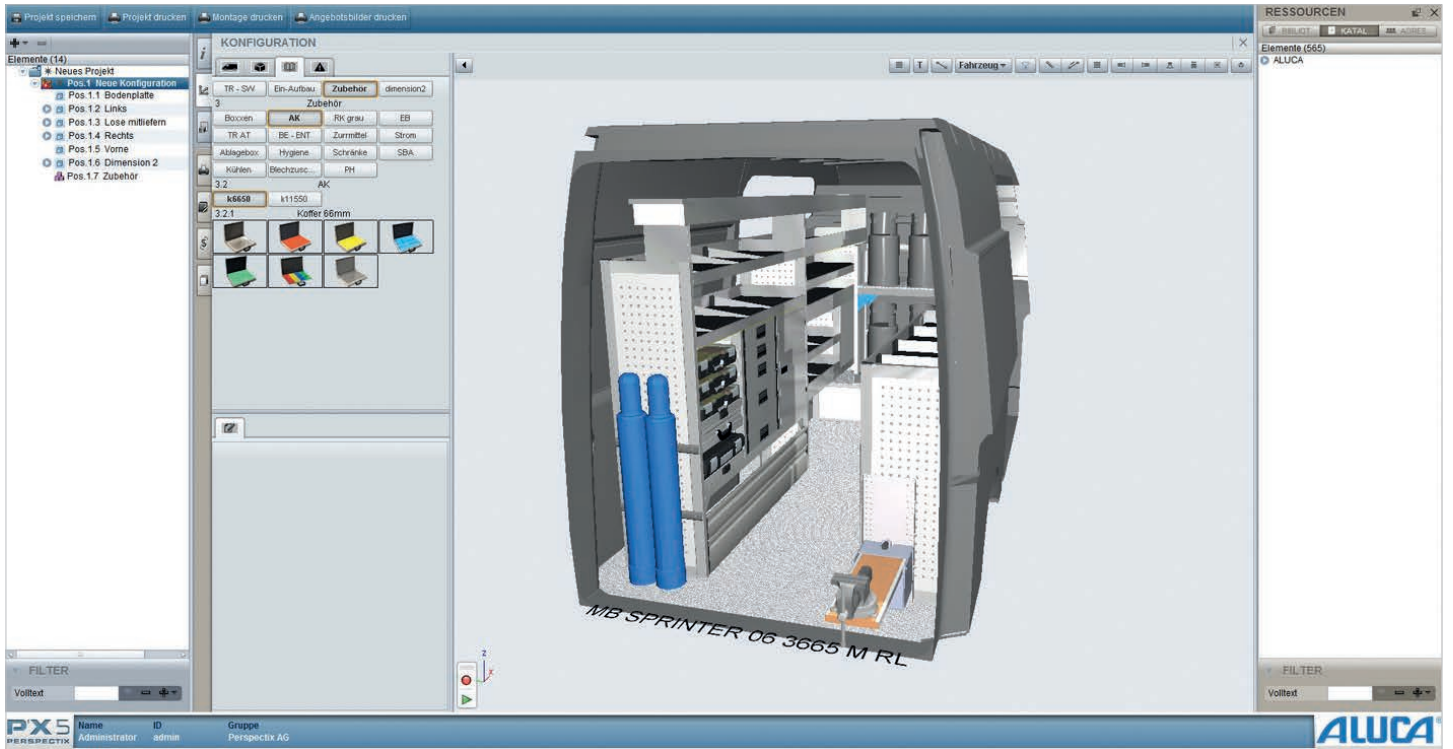 Projekt speichern Projekt drucken Montage drucken Angebotsbilder drucken
RESSOURCEN
BIBLIOT KATAL ADRES
Elemente (565)
ALUCA
Elemente (14)
Neues Projekt
Pos.1 Neue Konfiguration
Pos.1.1 Bodenplatte
Pos.1.2 Links
Pos.1.3 Lose mitliefern
Pos.1.4 Rechts
Pos.1.5 Vorne
Pos.1.6 Dimension 2
Pos.1.7 Zubehör
KONFIGURATION
TR - SW Ein-Aufbau Zubehör dimension2
3 Zubehör
Boxxen AK RK grau EB
TR AT BE - ENT Zurrmittel Strom
Ablagebox Hygiene Schränke SBA
Kühlen Blechzusc... PH
3.2 AK
k6650 k11550
3.2.1 Koffer 66mm
T Fahrzeug
MB SPRINTER 06 3665 M RL
z
x
FILTER
Volltext
FILTER
Volltext
PX5
PERSPECTIX
Name ID Gruppe
Administrator admin Perspectix AG
ALUCA